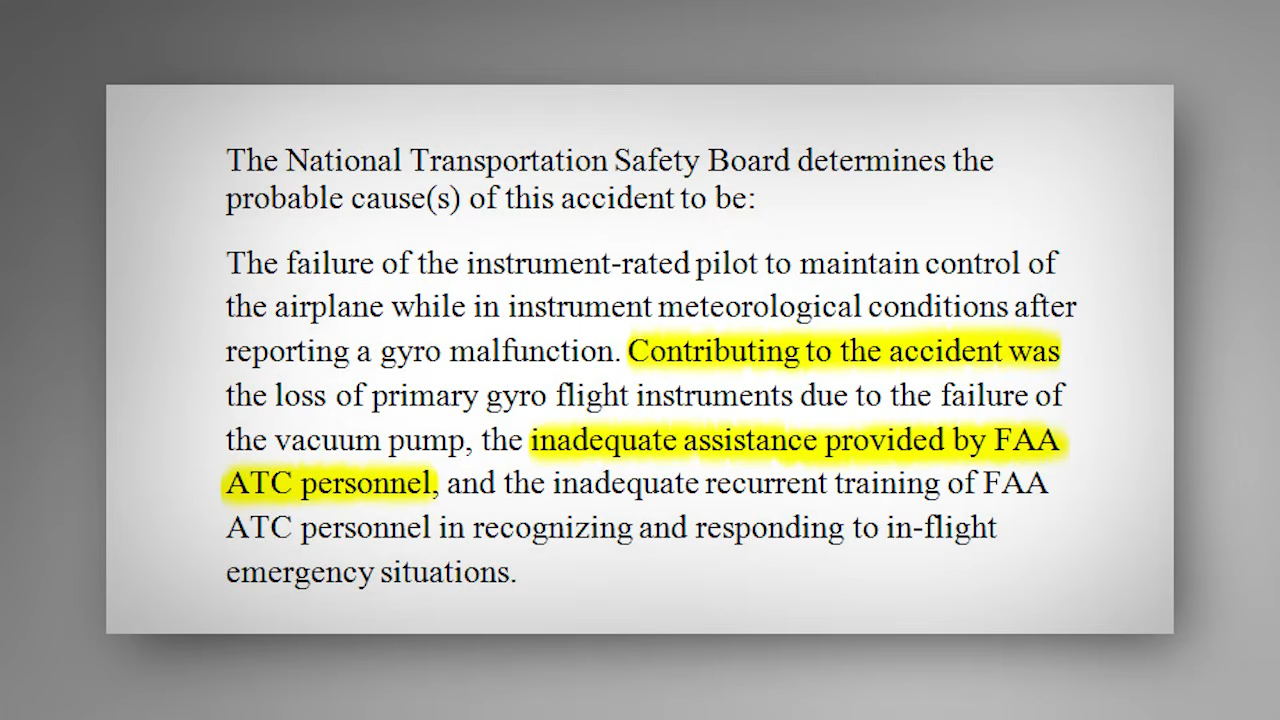 The National Transportation Safety Board determines the
probable cause(s) of this accident to be:
The failure of the instrument-rated pilot to maintain control of
the airplane while in instrument meteorological conditions after
reporting a gyro malfunction. Contributing to the accident was
the loss of primary gyro flight instruments due to the failure of
the vacuum pump, the inadequate assistance provided by FAA
ATC personnel, and the inadequate recurrent training of FAA
ATC personnel in recognizing and responding to in-flight
emergency situations.